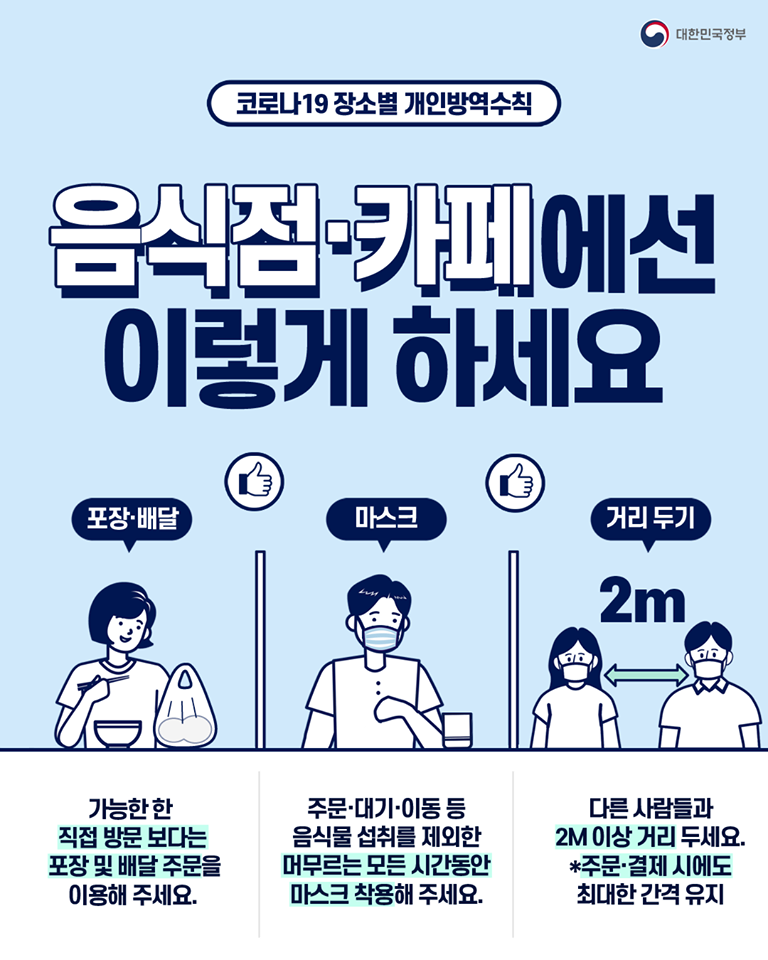 대한민국정부
코로나19 장소별 개인방역수칙
음식점·카페에선
이렇게 하세요
포장·배달
마스크
거리 두기
2m
가능한 한
직접 방문 보다는
포장 및 배달 주문을
이용해 주세요.
주문·대기·이동 등
음식물 섭취를 제외한
머무르는 모든 시간동안
마스크 착용해 주세요.
다른 사람들과
2M 이상 거리 두세요.
*주문·결제 시에도
최대한 간격 유지